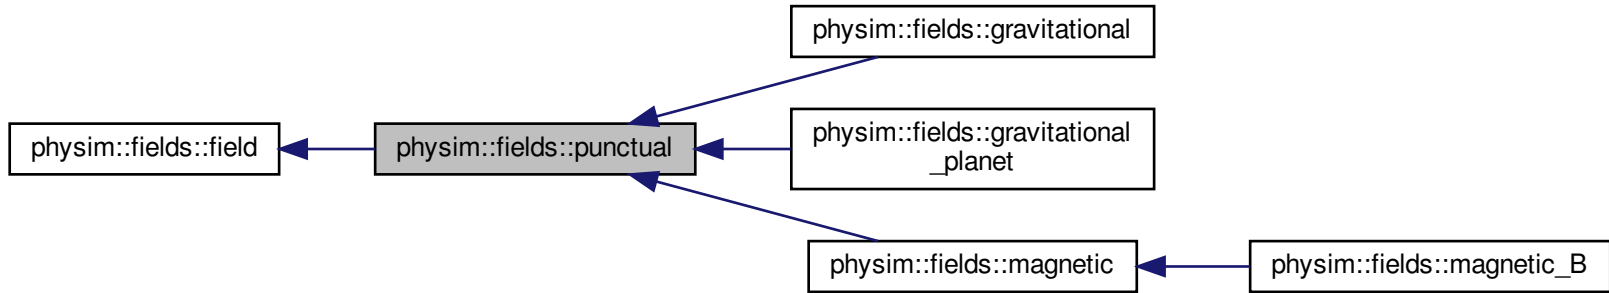 physim::fields::gravitational
physim::fields::field
physim::fields::punctual
physim::fields::gravitational
_planet
physim::fields::magnetic
physim::fields::magnetic_B